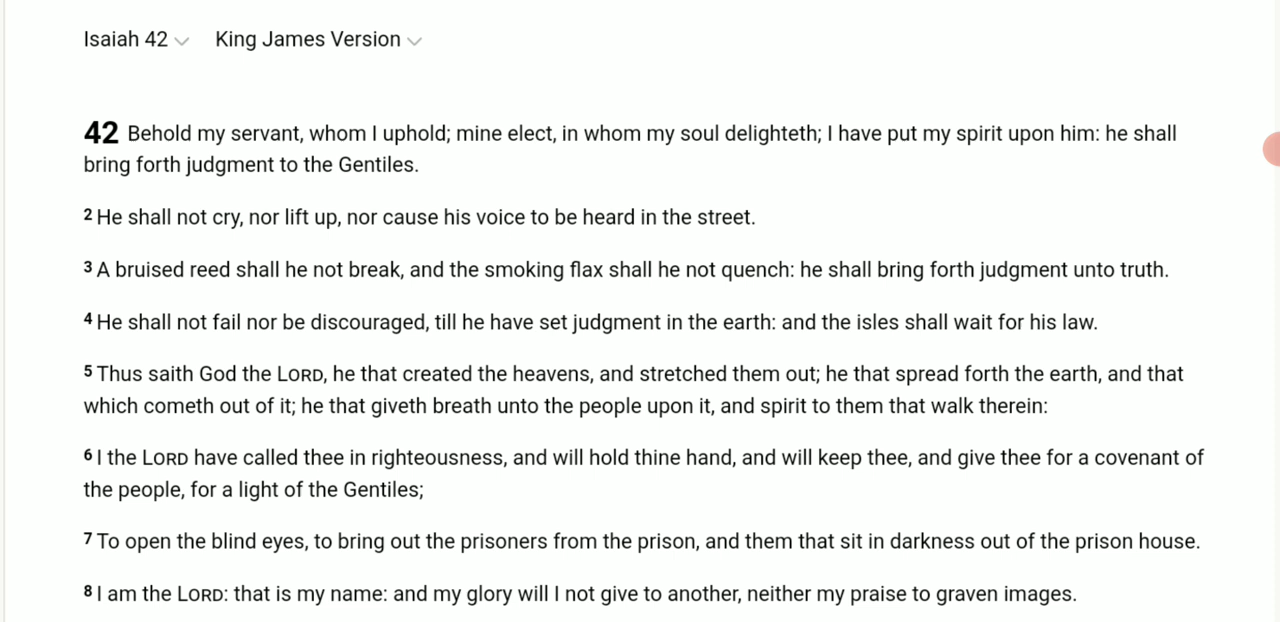 Isaiah 42 King James Version
42 Behold my servant, whom I uphold; mine elect, in whom my soul delighteth; I have put my spirit upon him: he shall
bring forth judgment to the Gentiles.
2 He shall not cry, nor lift up, nor cause his voice to be heard in the street.
3 A bruised reed shall he not break, and the smoking flax shall he not quench: he shall bring forth judgment unto truth.
4 He shall not fail nor be discouraged, till he have set judgment in the earth: and the isles shall wait for his law.
5 Thus saith God the LORD, he that created the heavens, and stretched them out; he that spread forth the earth, and that
which cometh out of it; he that giveth breath unto the people upon it, and spirit to them that walk therein:
6 I the LORD have called thee in righteousness, and will hold thine hand, and will keep thee, and give thee for a covenant of
the people, for a light of the Gentiles;
7 To open the blind eyes, to bring out the prisoners from the prison, and them that sit in darkness out of the prison house.
8 I am the LORD: that is my name: and my glory will I not give to another, neither my praise to graven images.